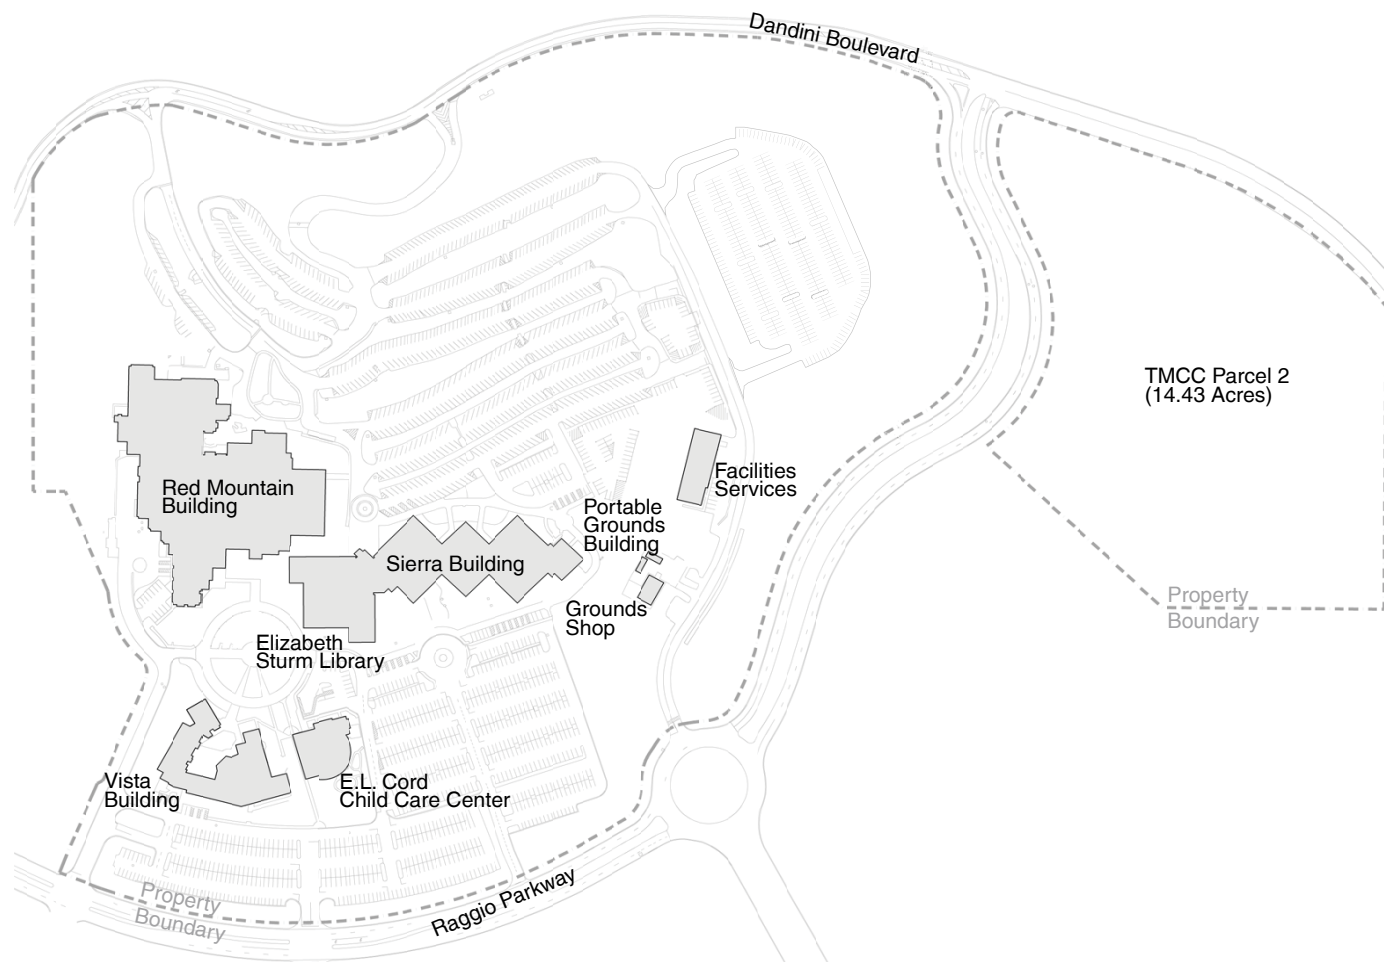 Dandini Boulevard
TMCC Parcel 2
(14.43 Acres)
Facilities
Services
Red Mountain
Building
Portable
Grounds
Building
Sierra Building
Grounds
Shop
Property
Boundary
Elizabeth
Sturm Library
Vista
Building
E.L. Cord
Child Care Center
Property
Boundary
Raggio Parkway